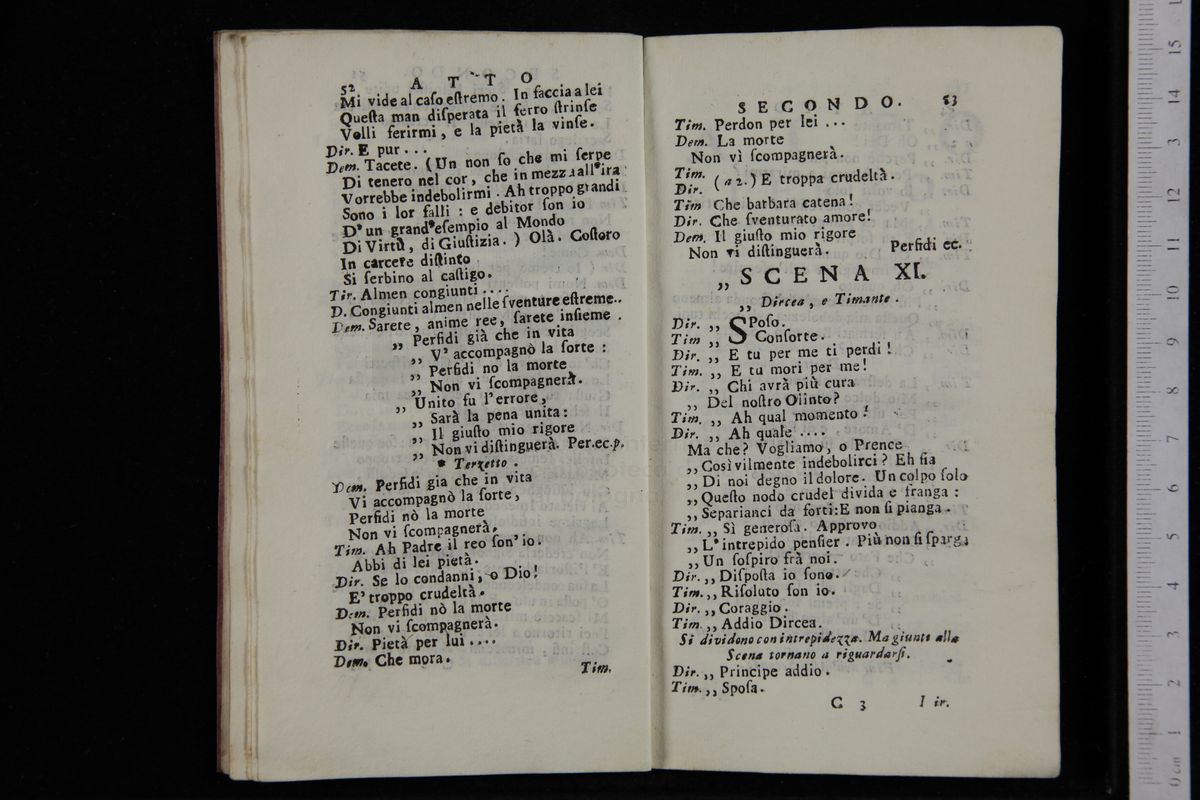 52 ATTO
Mi vide al caſo eſtremo. In faccia a lei
Queſta man diſperata il ferro ſtrinſe
Volli ferirmi, e la pietà la vinſe.
Dir. E pur...
Dem. Tacete. (Un non ſo che mi ſerpe
Di tenero nel cor, che in mezzo all'ira
Vorrebbe indebolirmi. Ah troppo grandi
Sono i lor falli: e debitor ſon io
D'un grand'eſempio al Mondo
Di Virtù, di Giuſtizia.) Olà. Coſtoro
In carcere diſtinto
Si ſerbino al caſtigo.
Tir. Almen congiunti....
D. Congiunti almen nelle ſventure eſtreme..
Dem. Sarete, anime ree, ſarete inſieme.
,, Perfidi già che in vita
,, V' accompagnò la ſorte:
,, Perfidi no la morte
,, Non vi ſcompagnerà.
,, Unito fu l'errore,
,, Sarà la pena unita:
,, Il giuſto mio rigore
,, Non vi diſtinguerà. Per.ec.p.
* Terzetto.
Dem. Perfidi gia che in vita
Vi accompagnò la ſorte,
Perfidi nò la morte
Non vi ſcompagnerà.
Tim. Ah Padre il reo ſon'io.
Abbi di lei pietà.
Dir. Se lo condanni, o Dio!
E' troppo crudeltà.
Dem. Perfidi nò la morte
Non vi ſcompagnerà.
Dir. Pietà per lui....
Dem. Che mora.
Tim.
SECONDO. 53
Tim. Perdon per lei...
Dem. La morte
Non vì ſcompagnerà.
Tim.
Dir. (a 2.) E troppa crudeltà.
Tim Che barbara catena!
Dir. Che ſventurato amore!
Dem. Il giuſto mio rigore
Non vi diſtinguerà. Perfidi ec.
,, SCENA XI.
,, Dircea, e Timante.
Dir. ,, SPoſo.
Tim ,, Conſorte.
Dir. ,, E tu per me ti perdi!
Tim. ,, E tu mori per me!
Dir. ,, Chi avrà più cura
,, Del noſtro Olinto?
Tim. ,, Ah qual momento!
Dir. ,, Ah quale....
Ma che? Vogliamo, o Prence
,, Così vilmente indebolirci? Eh ſia
,, Di noi degno il dolore. Un colpo ſolo
,, Queſto nodo crudel divida e franga:
,, Separianci da forti: E non ſi pianga.
Tim. ,, Sì generoſa. Approvo
,, L'intrepido penſier. Più non ſi ſparga
,, Un ſoſpiro frà noi.
Dir. ,, Diſpoſta io ſono.
Tim. ,, Riſoluto ſon io.
Dir. ,, Coraggio.
Tim. ,, Addio Dircea.
Si dividono con intrepidezza. Ma giunti alla
Scena tornano a riguardarſi.
Dir. ,, Principe addio.
Tim. ,, Spoſa.
C 3 Dir.